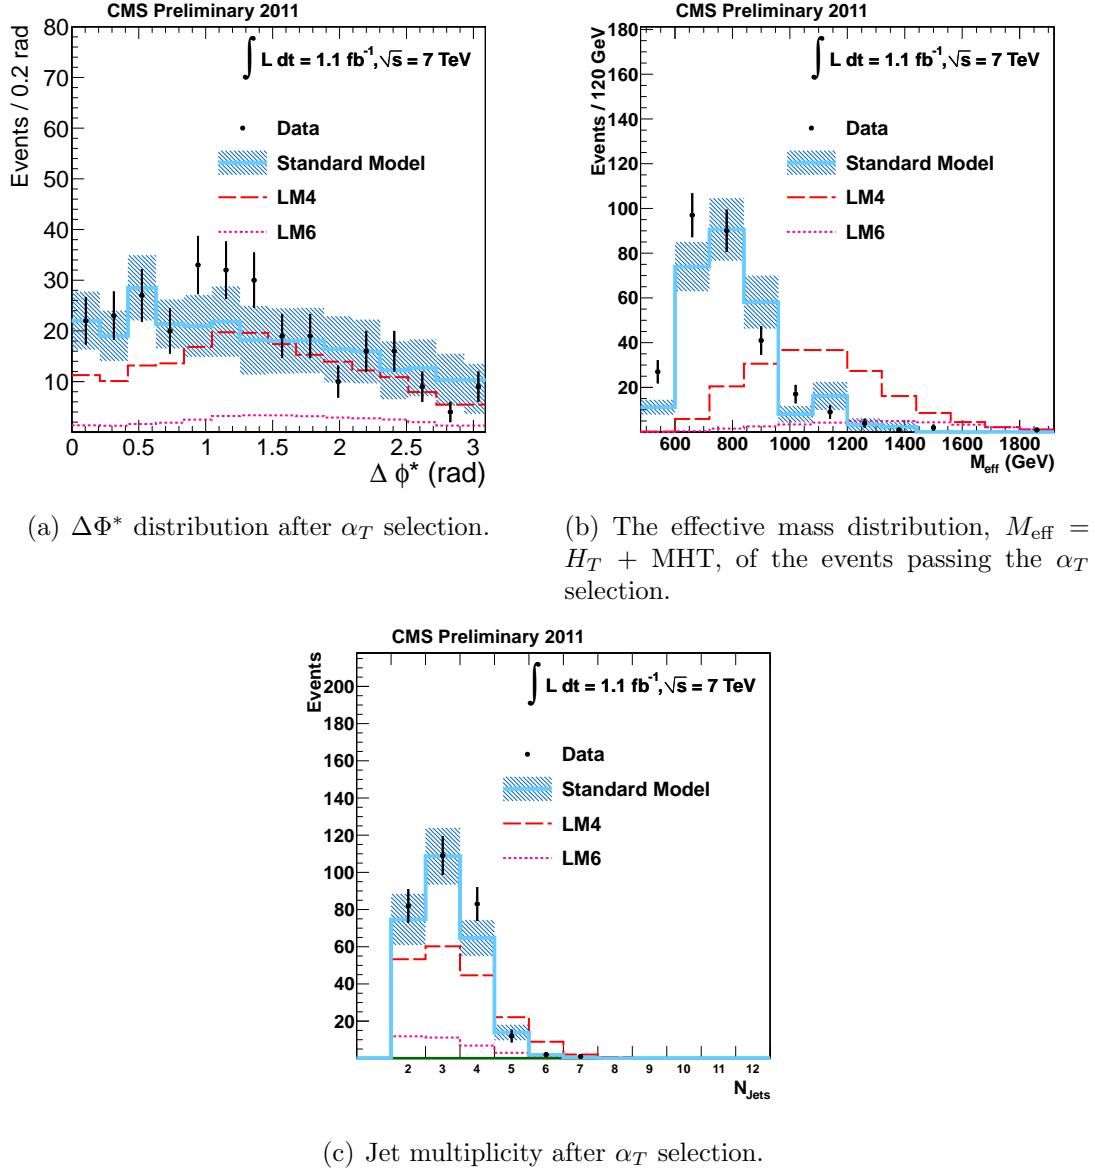 CMS Preliminary 2011
∫ L dt = 1.1 fb⁻¹, √s = 7 TeV
Events / 0.2 rad
80
70
60
50
40
30
20
10
Data
Standard Model
LM4
LM6
0 0.5 1 1.5 2 2.5 3
Δ ϕ* (rad)
CMS Preliminary 2011
∫ L dt = 1.1 fb⁻¹, √s = 7 TeV
Events / 120 GeV
180
160
140
120
100
80
60
40
20
Data
Standard Model
LM4
LM6
600 800 1000 1200 1400 1600 1800
M_eff (GeV)
(a) ΔΦ* distribution after α_T selection.
(b) The effective mass distribution, M_eff =
H_T + MHT, of the events passing the α_T
selection.
CMS Preliminary 2011
∫ L dt = 1.1 fb⁻¹, √s = 7 TeV
Events
200
180
160
140
120
100
80
60
40
20
Data
Standard Model
LM4
LM6
2 3 4 5 6 7 8 9 10 11 12
N_Jets
(c) Jet multiplicity after α_T selection.